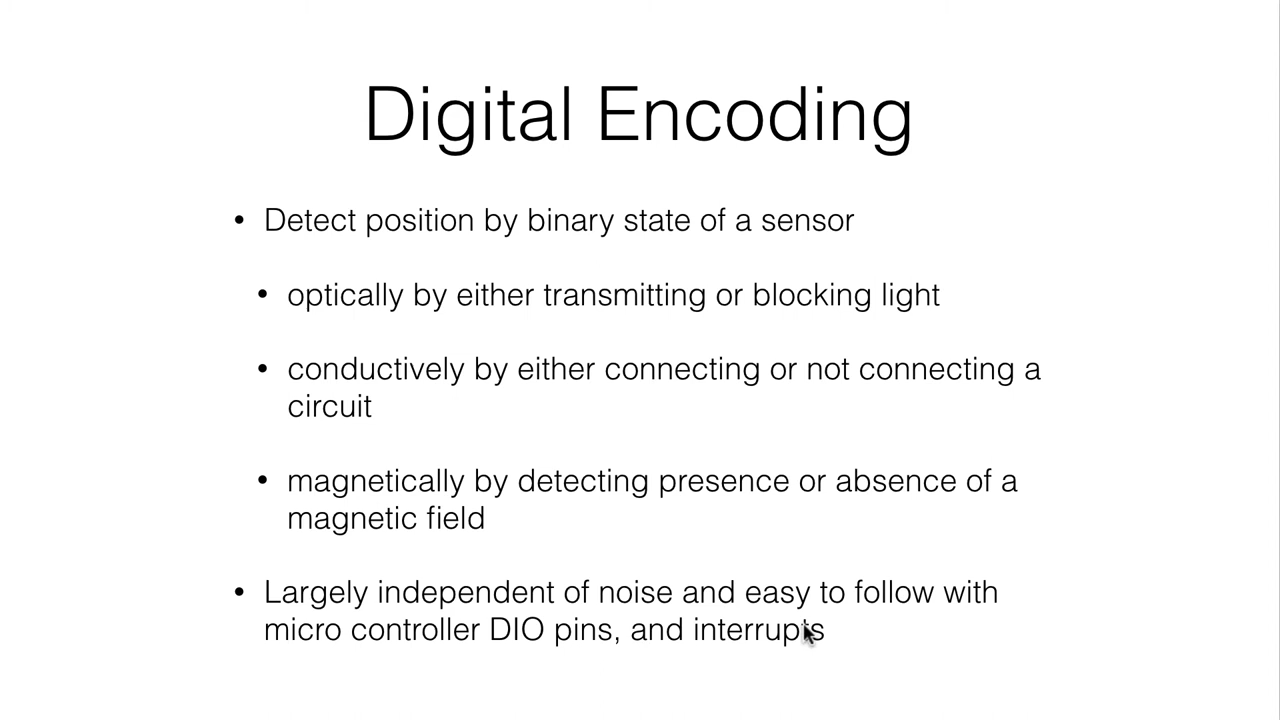 Digital Encoding
• Detect position by binary state of a sensor
• optically by either transmitting or blocking light
• conductively by either connecting or not connecting a
circuit
• magnetically by detecting presence or absence of a
magnetic field
• Largely independent of noise and easy to follow with
micro controller DIO pins, and interrupts